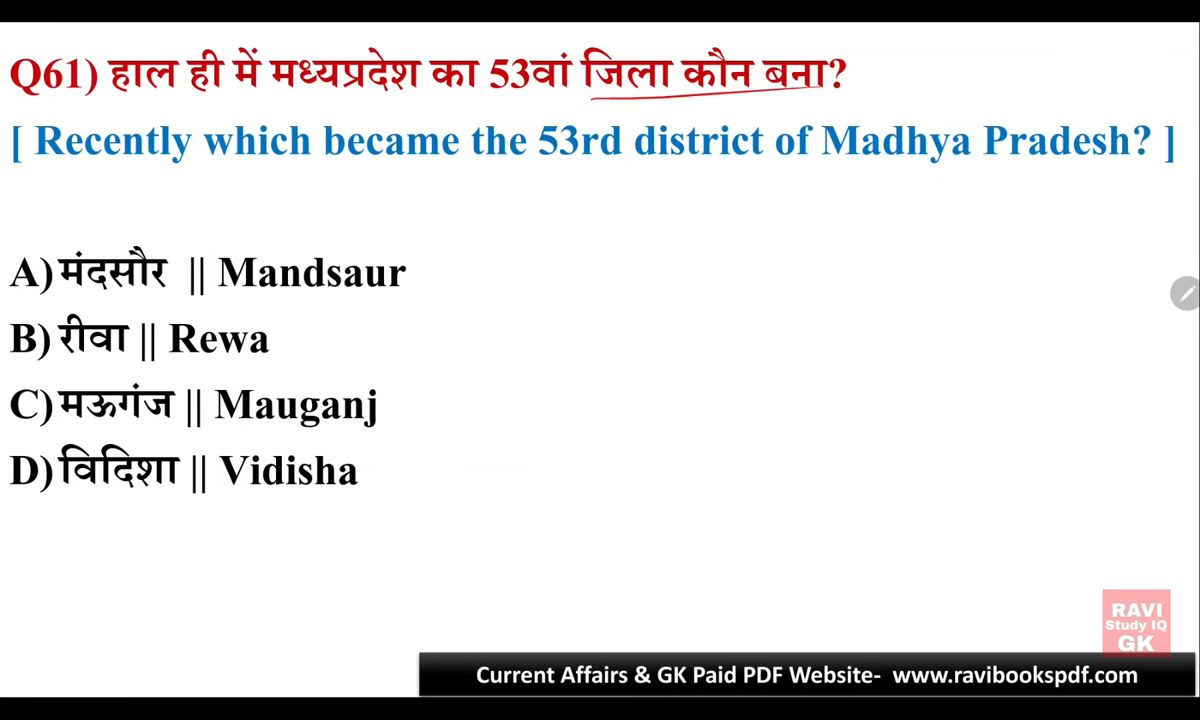 Q61) हाल ही में मध्यप्रदेश का 53वां जिला कौन बना?
[ Recently which became the 53rd district of Madhya Pradesh? ]
A) मंदसौर || Mandsaur
B) रीवा || Rewa
C) मऊगंज || Mauganj
D) विदिशा || Vidisha
RAVI
Study IQ
GK
Current Affairs & GK Paid PDF Website- www.ravibookspdf.com